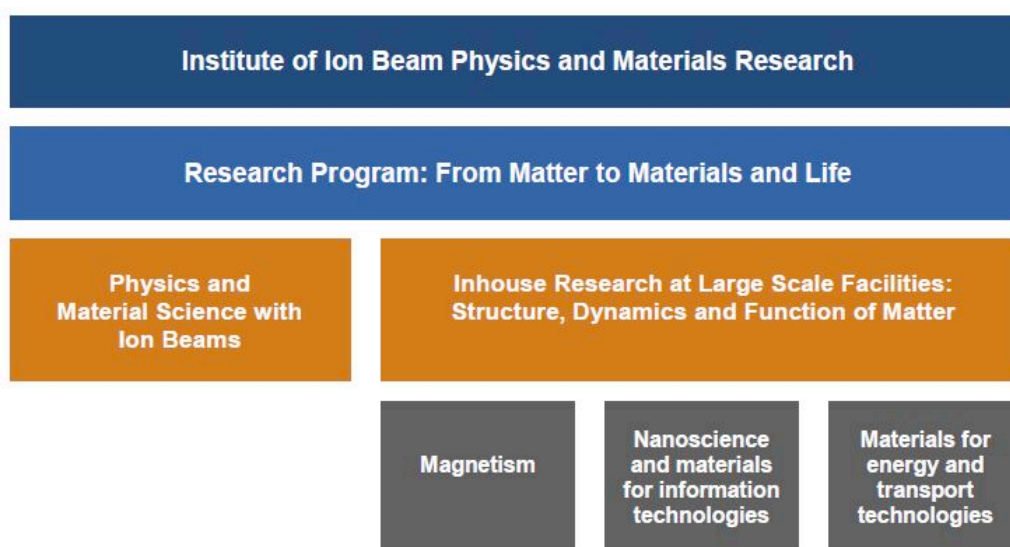 Institute of Ion Beam Physics and Materials Research
Research Program: From Matter to Materials and Life
Physics and
Material Science with
Ion Beams
Inhouse Research at Large Scale Facilities:
Structure, Dynamics and Function of Matter
Magnetism
Nanoscience
and materials
for information
technologies
Materials for
energy and
transport
technologies